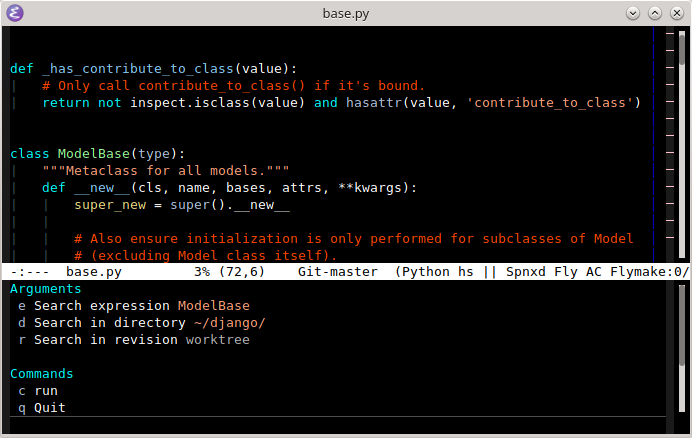 base.py
def _has_contribute_to_class(value):
# Only call contribute_to_class() if it's bound.
return not inspect.isclass(value) and hasattr(value, 'contribute_to_class')
class ModelBase(type):
"""Metaclass for all models."""
def __new__(cls, name, bases, attrs, **kwargs):
super_new = super().__new__
# Also ensure initialization is only performed for subclasses of Model
# (excluding Model class itself).
-:--- base.py 3% (72,6) Git-master (Python hs || Spnxd Fly AC Flymake:0/
Arguments
e Search expression ModelBase
d Search in directory ~/django/
r Search in revision worktree
Commands
c run
q Quit